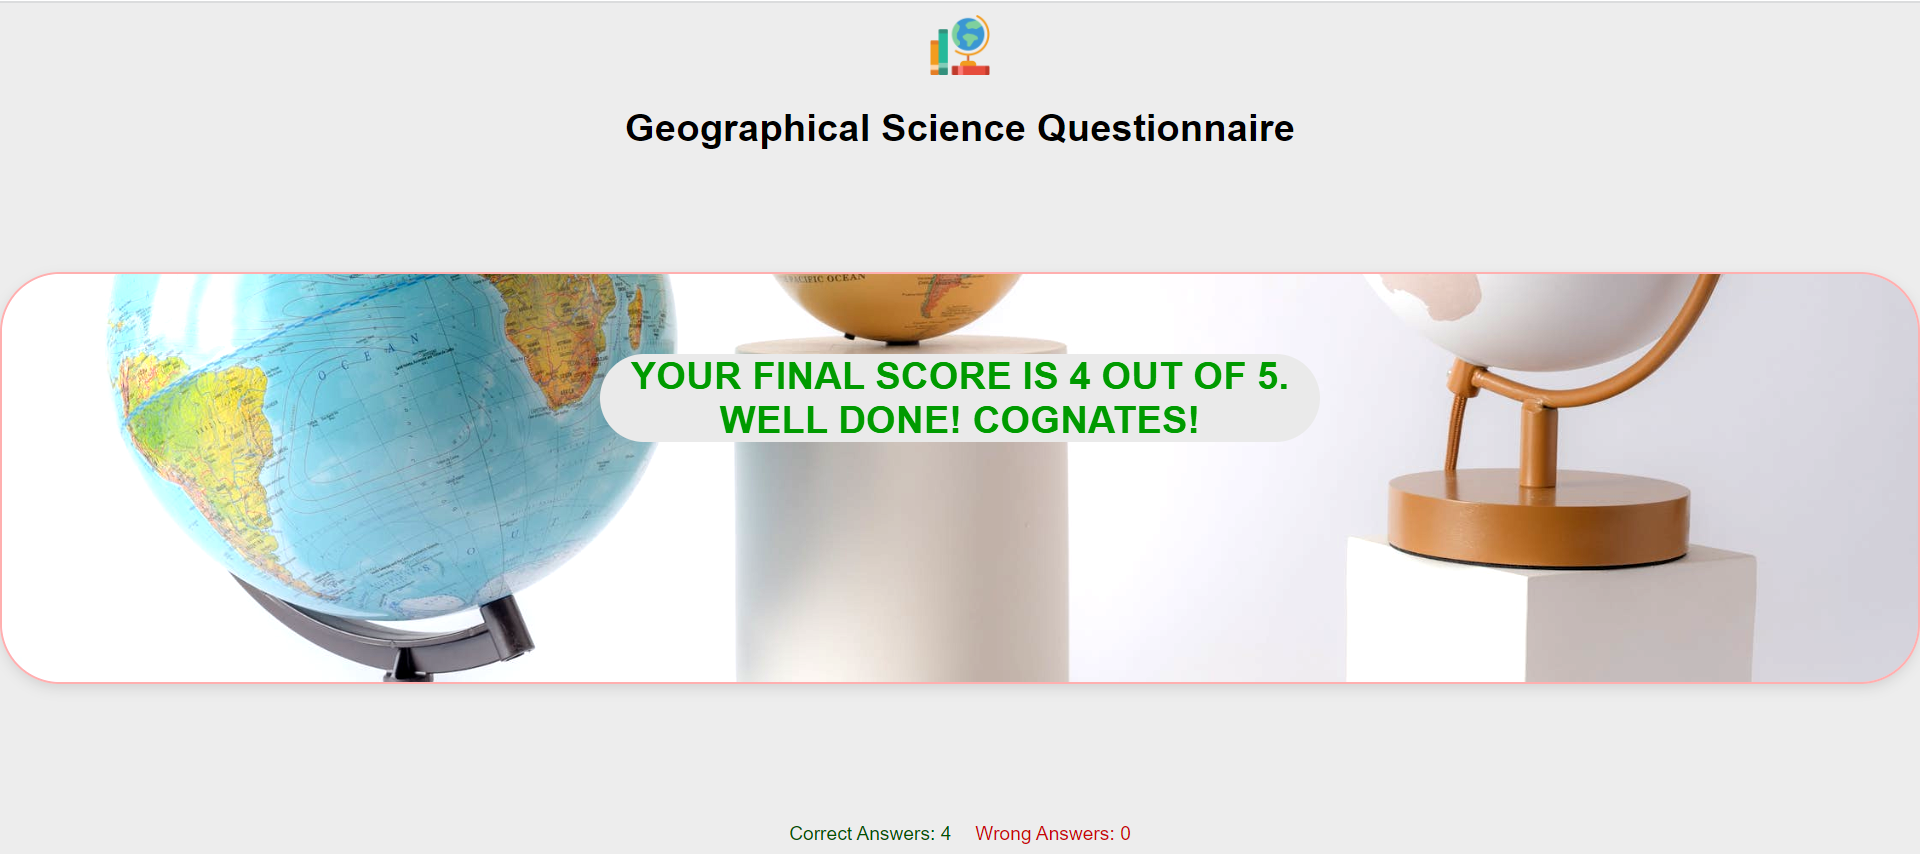 Geographical Science Questionnaire
PACIFIC OCEAN
OCEAN
YOUR FINAL SCORE IS 4 OUT OF 5.
WELL DONE! COGNATES!
Correct Answers: 4 Wrong Answers: 0